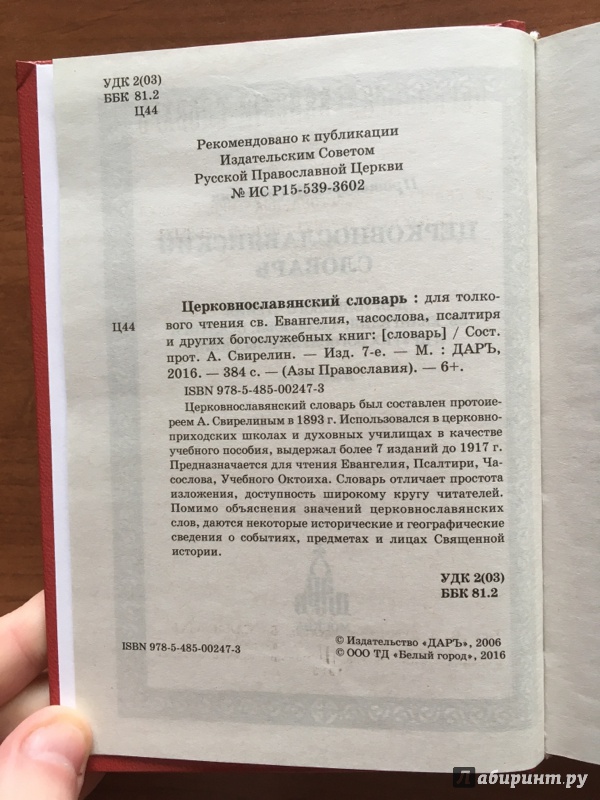 УДК 2(03)
ББК 81.2
Ц44
Рекомендовано к публикации
Издательским Советом
Русской Православной Церкви
№ ИС Р15-539-3602
ЦЕРКОВНОСЛАВЯНСКИЙ
СЛОВАРЬ
Церковнославянский словарь : для толко-
Ц44 вого чтения св. Евангелия, часослова, псалтиря
и других богослужебных книг: [словарь] / Сост.
прот. А. Свирелин. — Изд. 7-е. — М. : ДАРЪ,
2016. — 384 с. — (Азы Православия). — 6+.
ISBN 978-5-485-00247-3
Церковнославянский словарь был составлен протоие-
реем А. Свирелиным в 1893 г. Использовался в церковно-
приходских школах и духовных училищах в качестве
учебного пособия, выдержал более 7 изданий до 1917 г.
Предназначается для чтения Евангелия, Псалтири, Ча-
сослова, Учебного Октоиха. Словарь отличает простота
изложения, доступность широкому кругу читателей.
Помимо объяснения значений церковнославянских
слов, даются некоторые исторические и географические
сведения о событиях, предметах и лицах Священной
истории.
УДК 2(03)
ББК 81.2
© Издательство «ДАРЪ», 2006
ISBN 978-5-485-00247-3
© ООО ТД «Белый город», 2016
Лабиринт.ру